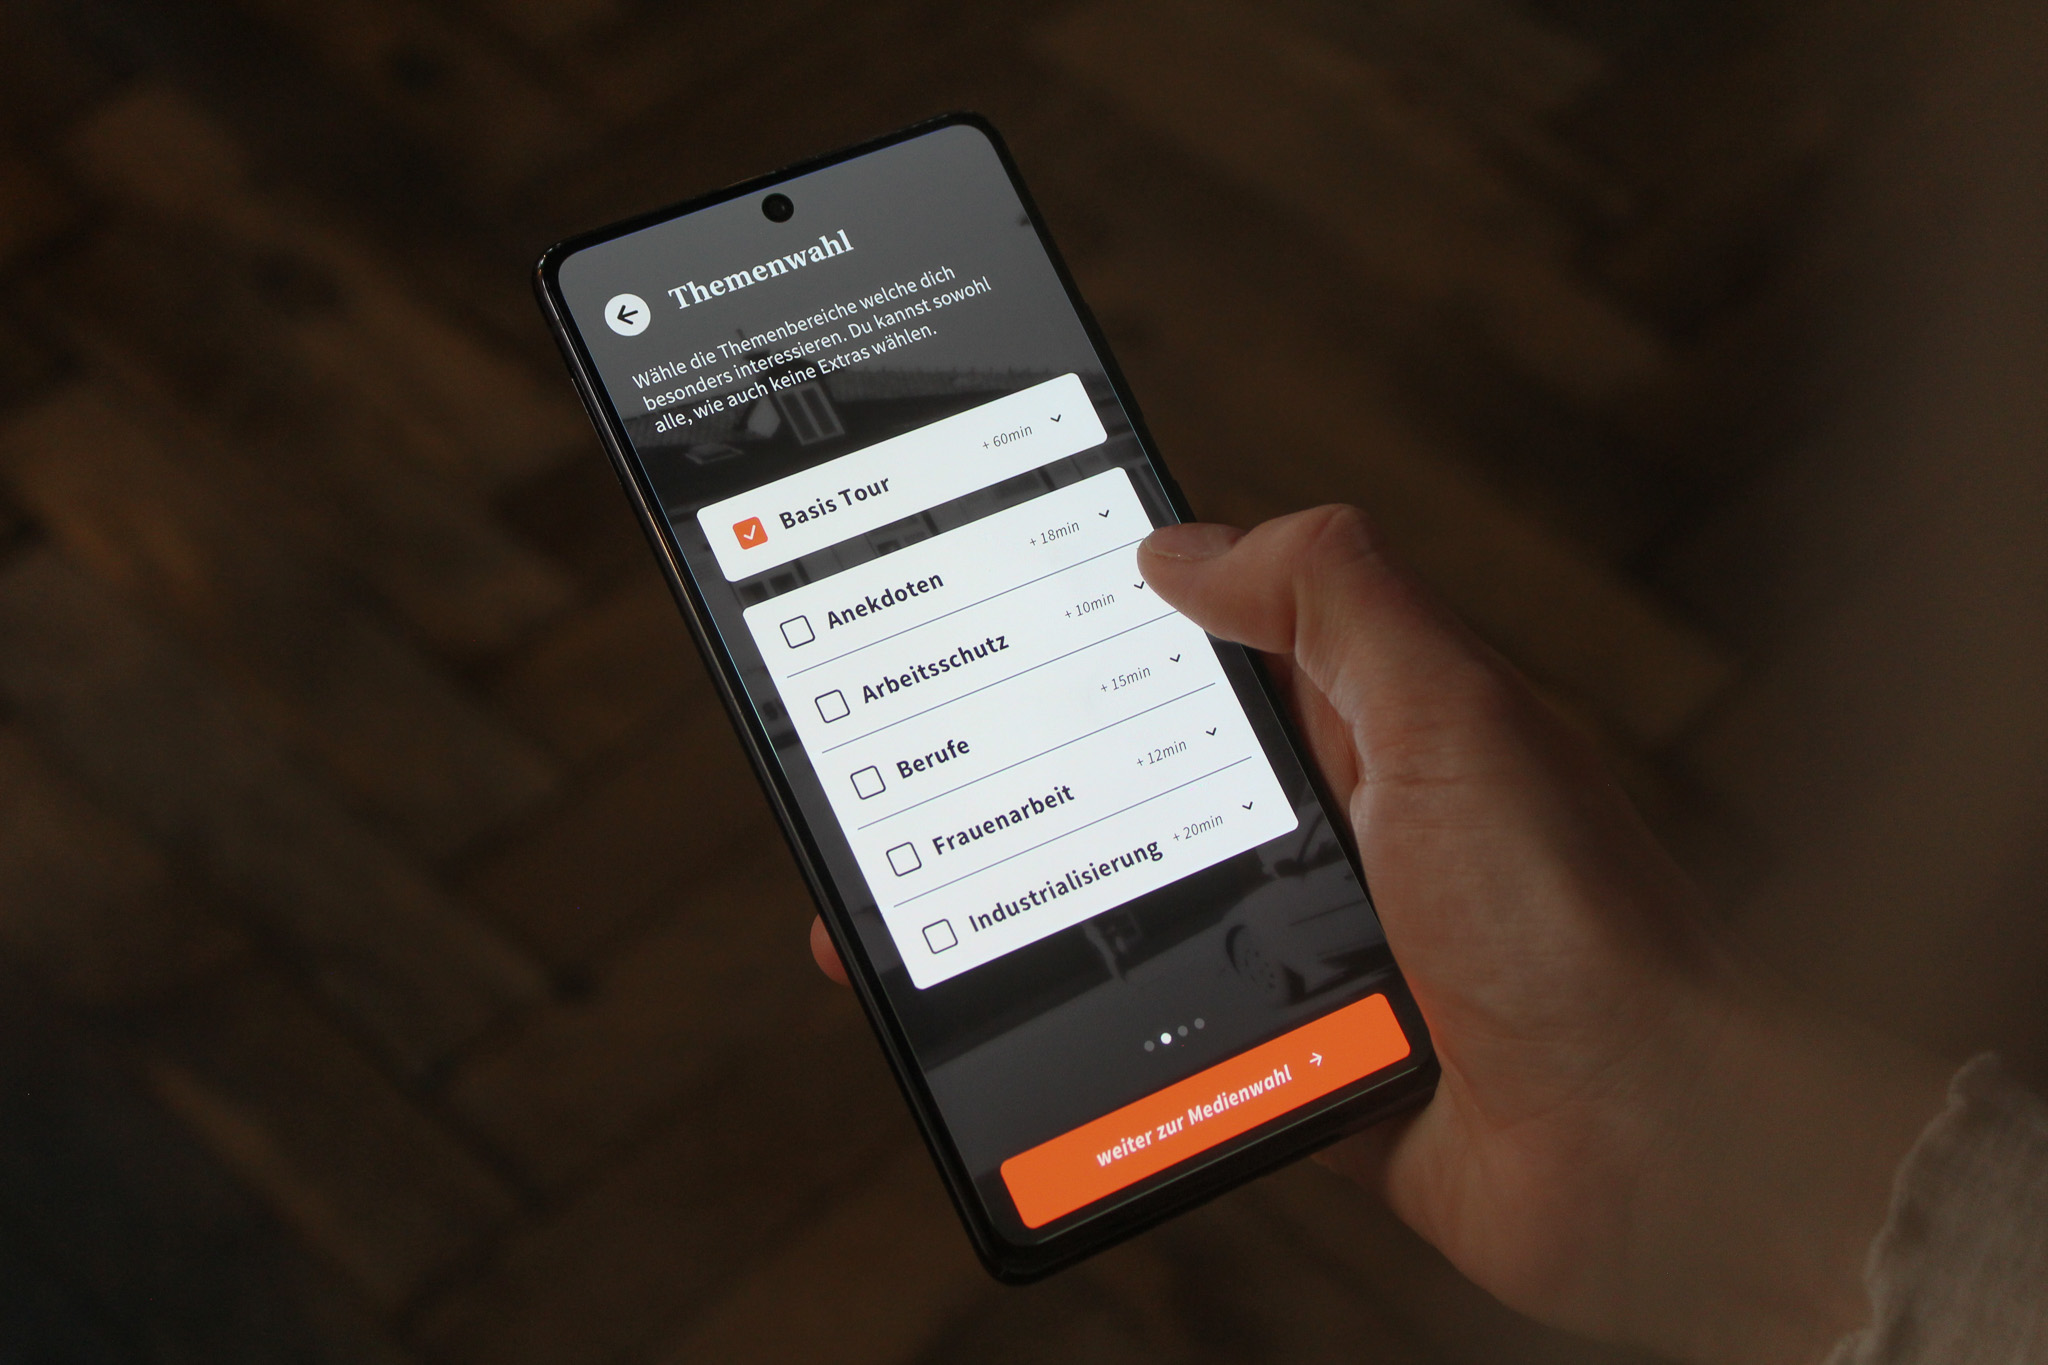 Themenwahl
Wähle die Themenbereiche welche dich
besonders interessieren. Du kannst sowohl
alle, wie auch keine Extras wählen.
Basis Tour + 60min
Anekdoten + 18min
Arbeitsschutz + 10min
Berufe + 15min
Frauenarbeit + 12min
Industrialisierung + 20min
weiter zur Medienwahl →